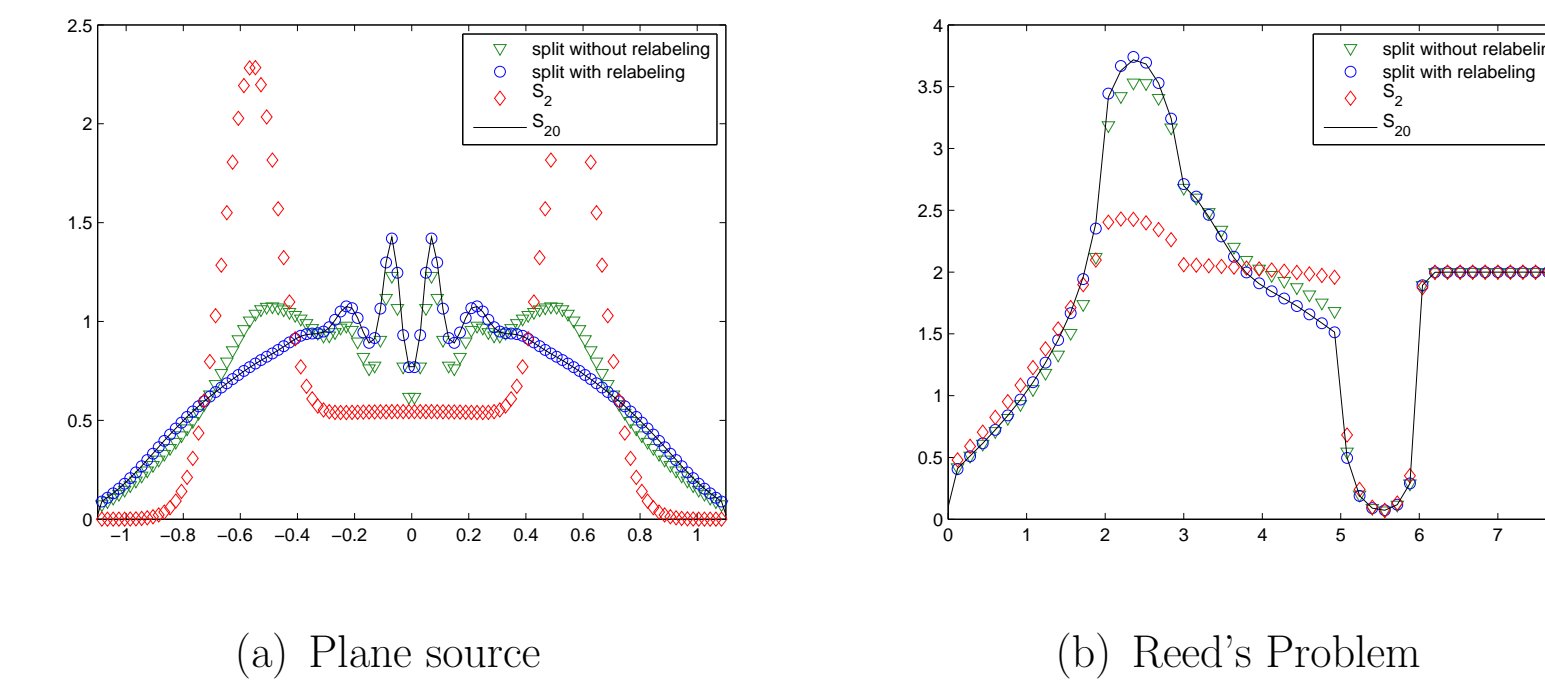 2.5
2
1.5
1
0.5
0
−1 −0.8 −0.6 −0.4 −0.2 0 0.2 0.4 0.6 0.8 1
split without relabeling
split with relabeling
S2
S20
(a) Plane source
4
3.5
3
2.5
2
1.5
1
0.5
0
0 1 2 3 4 5 6 7
split without relabelin
split with relabeling
S2
S20
(b) Reed's Problem